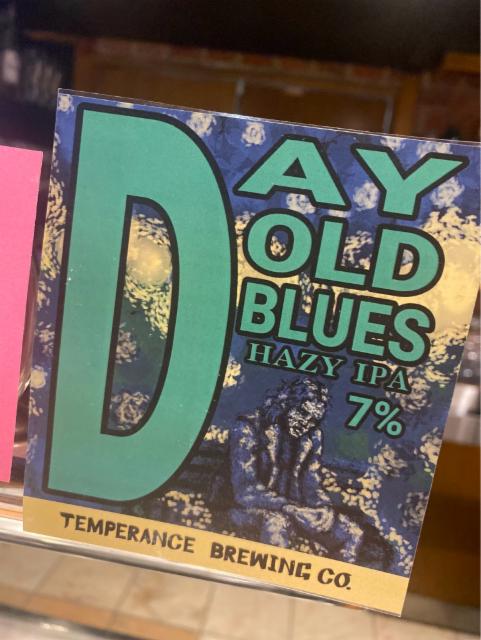 DAY
OLD
BLUES
HAZY IPA
7%
TEMPERANCE BREWING CO.